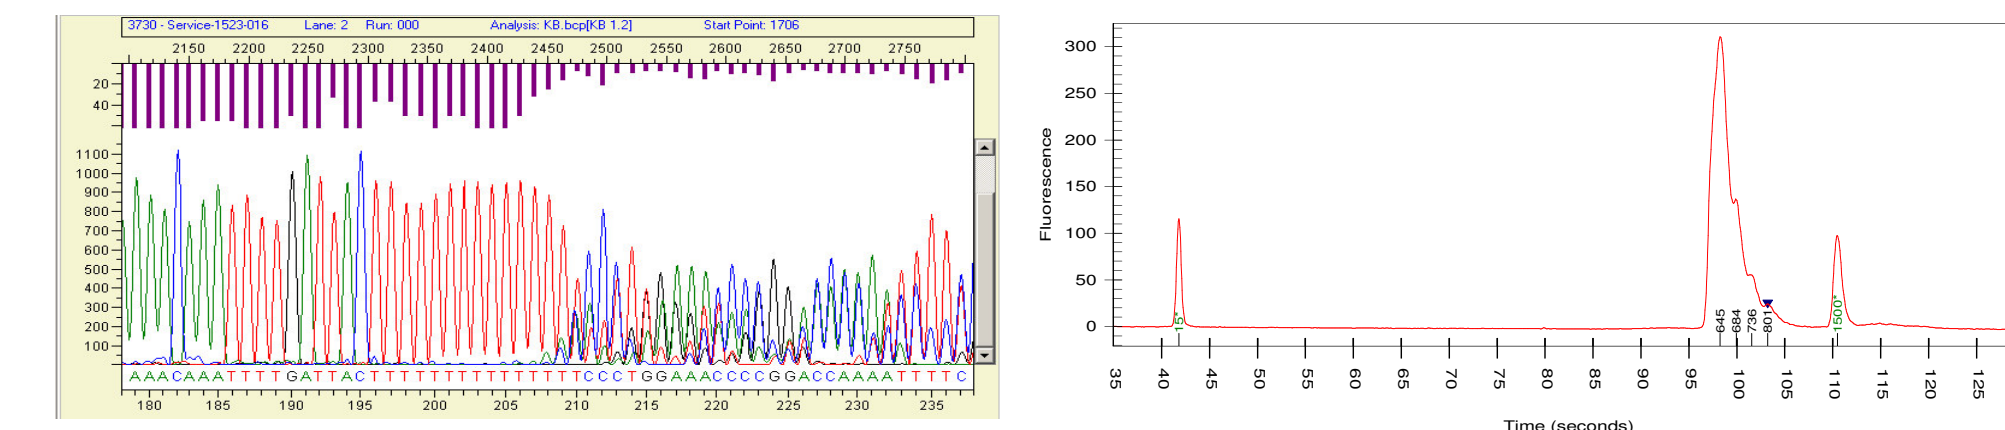 3730 - Service-1523-016 Lane: 2 Run: 000 Analysis: KB.bcp[KB 1.2] Start Point: 1706
2150 2200 2250 2300 2350 2400 2450 2500 2550 2600 2650 2700 2750
20
40
1100
1000
900
800
700
600
500
400
300
200
100
AAACAAATTTTGATTACTTTTTTTTTTTTTTTCCCTGGAAACCCCGGACCAAAATTTTC
180 185 190 195 200 205 210 215 220 225 230 235
Fluorescence
300
250
200
150
100
50
0
15* 645 684 736 801 1500*
35 40 45 50 55 60 65 70 75 80 85 90 95 100 105 110 115 120 125
Time (seconds)